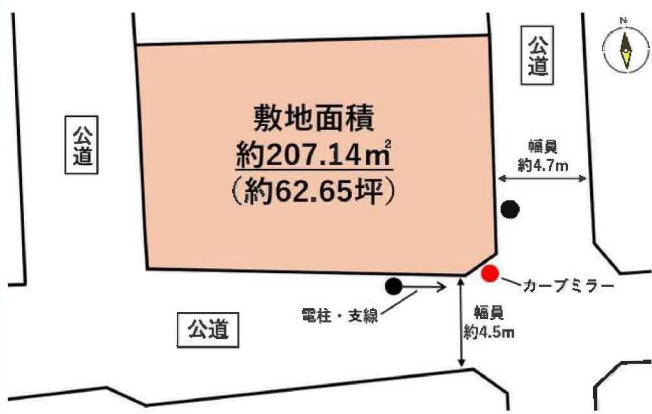 N
公道
公道
敷地面積
約207.14㎡
(約62.65坪)
幅員
約4.7m
カーブミラー
電柱・支線
幅員
約4.5m
公道